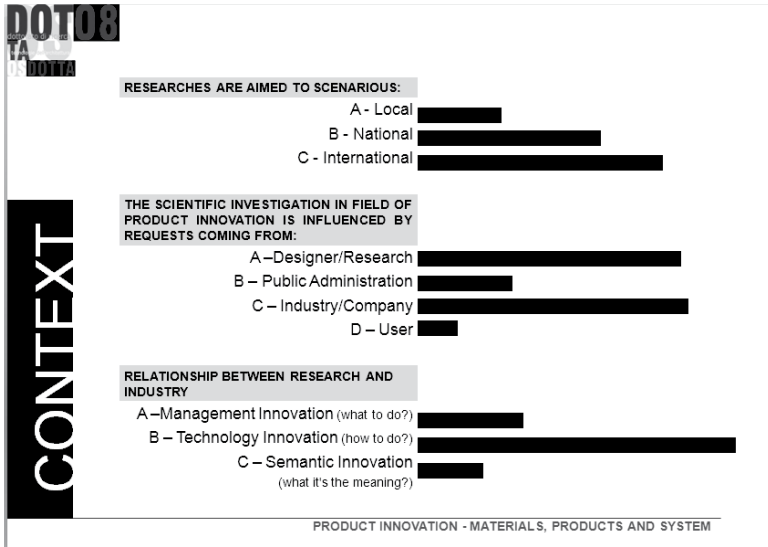 DOT08
TA
OSDOTTA
RESEARCHES ARE AIMED TO SCENARIOUS:
A - Local
B - National
C - International
THE SCIENTIFIC INVESTIGATION IN FIELD OF
PRODUCT INNOVATION IS INFLUENCED BY
REQUESTS COMING FROM:
A –Designer/Research
B – Public Administration
C – Industry/Company
D – User
CONTEXT
RELATIONSHIP BETWEEN RESEARCH AND
INDUSTRY
A –Management Innovation (what to do?)
B – Technology Innovation (how to do?)
C – Semantic Innovation
(what it's the meaning?)
PRODUCT INNOVATION - MATERIALS, PRODUCTS AND SYSTEM